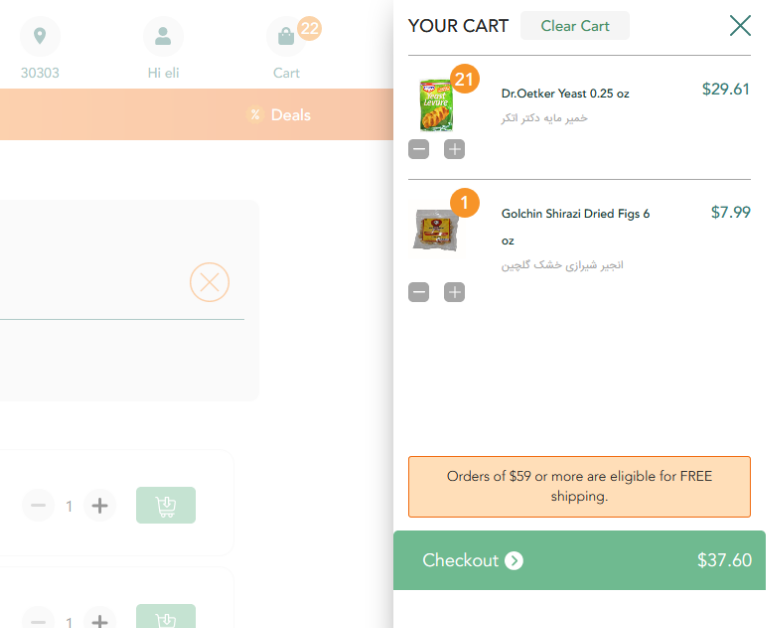 22
30303
Hi eli
Cart
% Deals
1
1
YOUR CART
Clear Cart
21
Yeast
Levure
Dr.Oetker Yeast 0.25 oz
$29.61
خمیر مایه دکتر اتکر
1
Golchin Shirazi Dried Figs 6
oz
$7.99
انجیر شیرازی خشک گلچین
Orders of $59 or more are eligible for FREE
shipping.
Checkout
$37.60